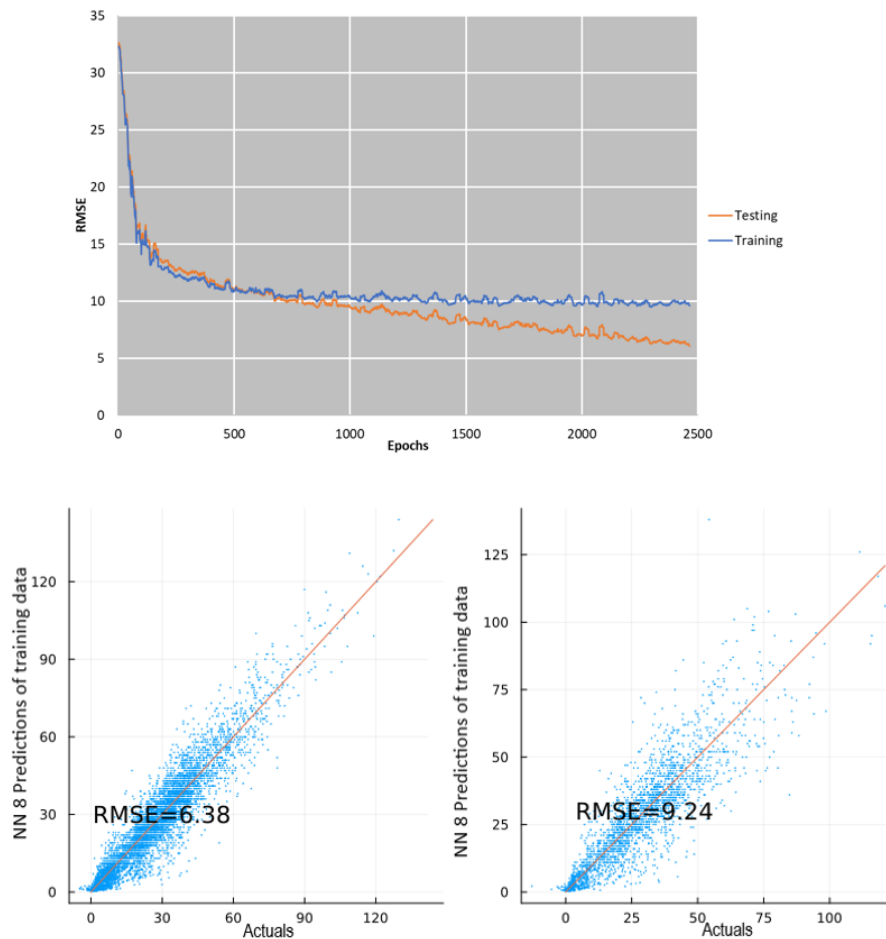 35
30
25
20
15
10
5
0
RMSE
0 500 1000 1500 2000 2500
Epochs
Testing
Training
NN 8 Predictions of training data
120
90
60
30
0
RMSE=6.38
0 30 60 90 120
Actuals
NN 8 Predictions of training data
125
100
75
50
25
0
RMSE=9.24
0 25 50 75 100
Actuals